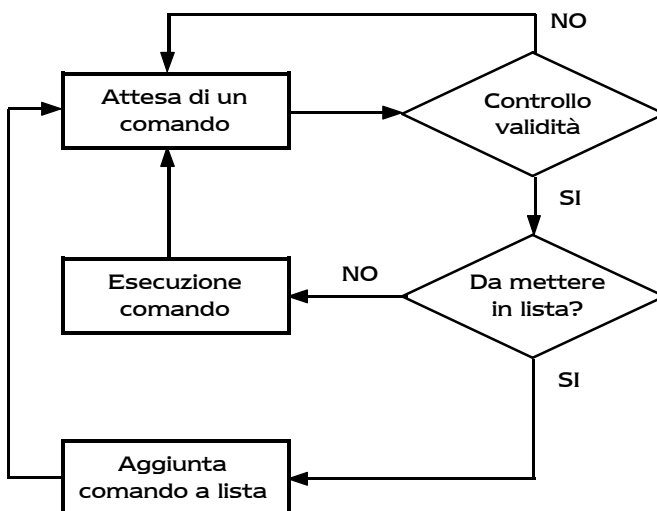 NO
Attesa di un
comando
Controllo
validità
SI
Esecuzione
comando
NO
Da mettere
in lista?
SI
Aggiunta
comando a lista